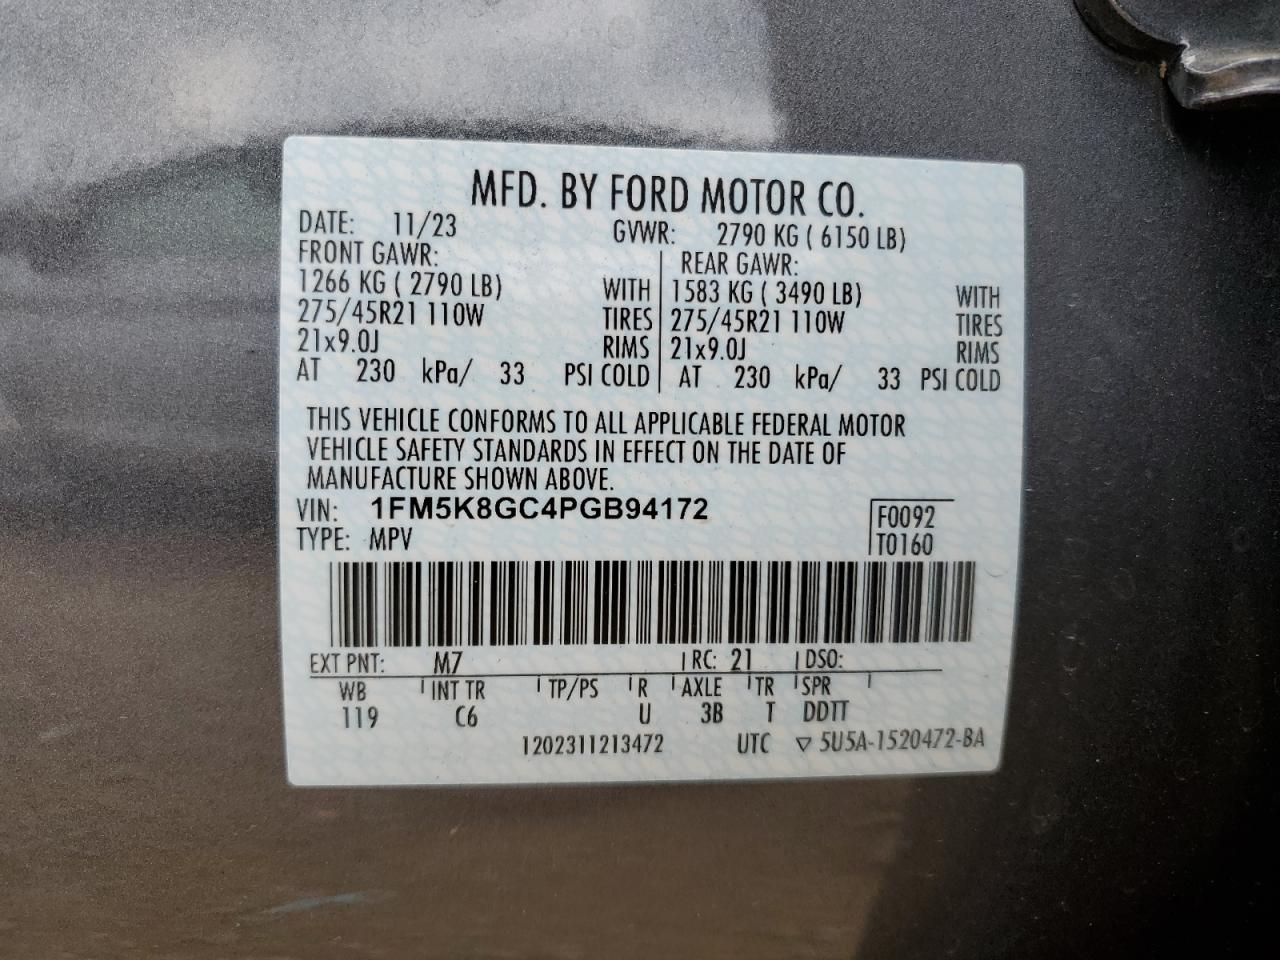 MFD. BY FORD MOTOR CO.
DATE: 11/23 GVWR: 2790 KG ( 6150 LB)
FRONT GAWR: REAR GAWR:
1266 KG ( 2790 LB) WITH 1583 KG ( 3490 LB) WITH
275/45R21 110W TIRES 275/45R21 110W TIRES
21x9.0J RIMS 21x9.0J RIMS
AT 230 kPa/ 33 PSI COLD AT 230 kPa/ 33 PSI COLD
THIS VEHICLE CONFORMS TO ALL APPLICABLE FEDERAL MOTOR
VEHICLE SAFETY STANDARDS IN EFFECT ON THE DATE OF
MANUFACTURE SHOWN ABOVE.
VIN: 1FM5K8GC4PGB94172 F0092
TYPE: MPV T0160
EXT PNT: M7 RC: 21 DSO:
WB INT TR TP/PS R AXLE TR SPR
119 C6 U 3B T DDTT
1202311213472 UTC ▽ 5U5A-1520472-BA